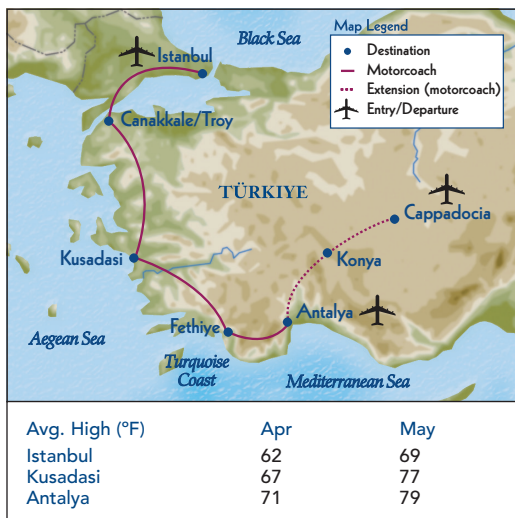 Black Sea
Map Legend
Destination
Motorcoach
Extension (motorcoach)
Entry/Departure
Istanbul
Canakkale/Troy
TÜRKIYE
Cappadocia
Kusadasi
Konya
Antalya
Fethiye
Aegean Sea
Turquoise
Coast
Mediterranean Sea
Avg. High (ºF) Apr May
Istanbul 62 69
Kusadasi 67 77
Antalya 71 79